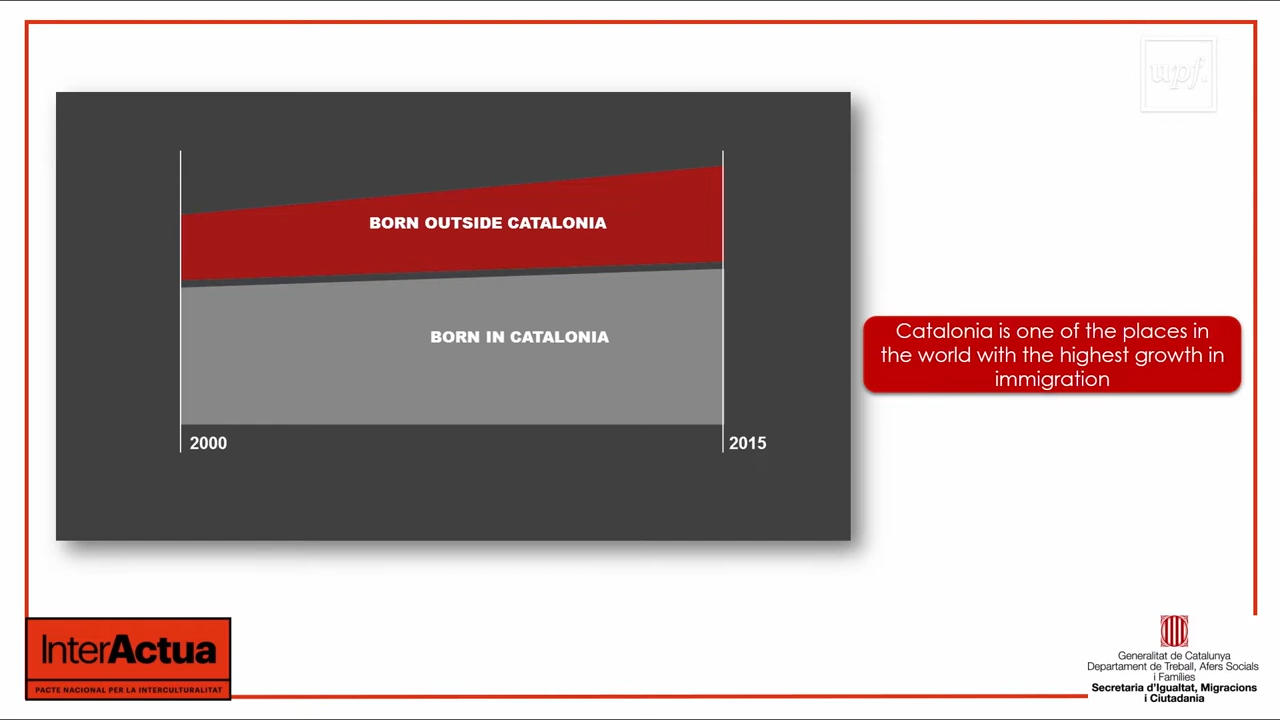 upf.
BORN OUTSIDE CATALONIA
BORN IN CATALONIA
2000
2015
Catalonia is one of the places in
the world with the highest growth in
immigration
InterActua
PACTE NACIONAL PER LA INTERCULTURALITAT
Generalitat de Catalunya
Departament de Treball, Afers Socials
i Famílies
Secretaria d'Igualtat, Migracions
i Ciutadania